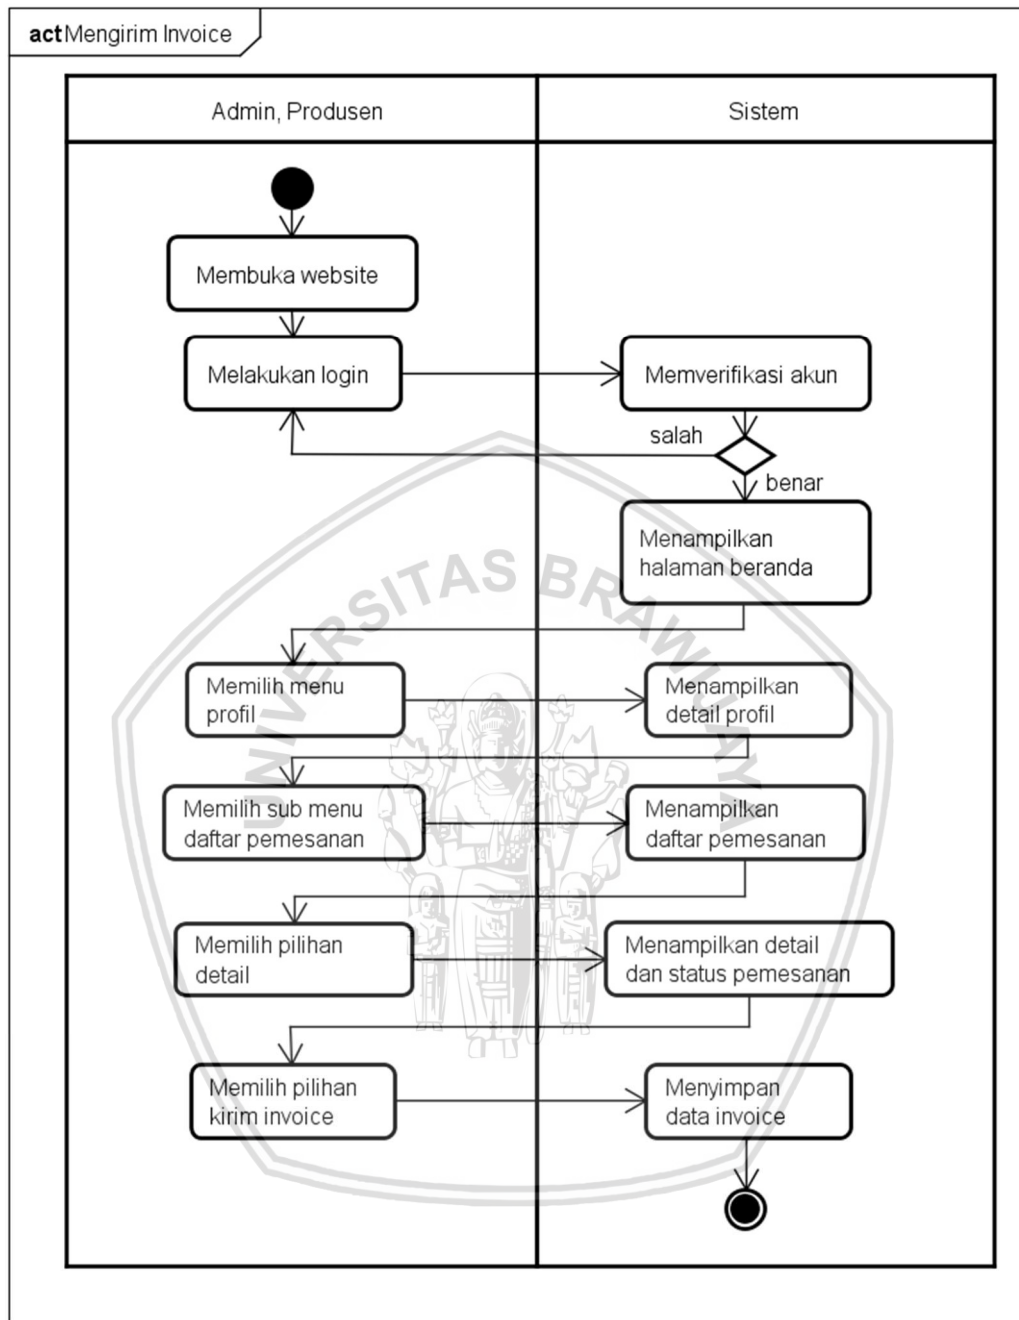 act Mengirim Invoice
Admin, Produsen
Sistem
Membuka website
Melakukan login
Memverifikasi akun
salah
benar
Menampilkan
halaman beranda
Memilih menu
profil
Menampilkan
detail profil
Memilih sub menu
daftar pemesanan
Menampilkan
daftar pemesanan
Memilih pilihan
detail
Menampilkan detail
dan status pemesanan
Memilih pilihan
kirim invoice
Menyimpan
data invoice
UNIVERSITAS BRAWIJAYA